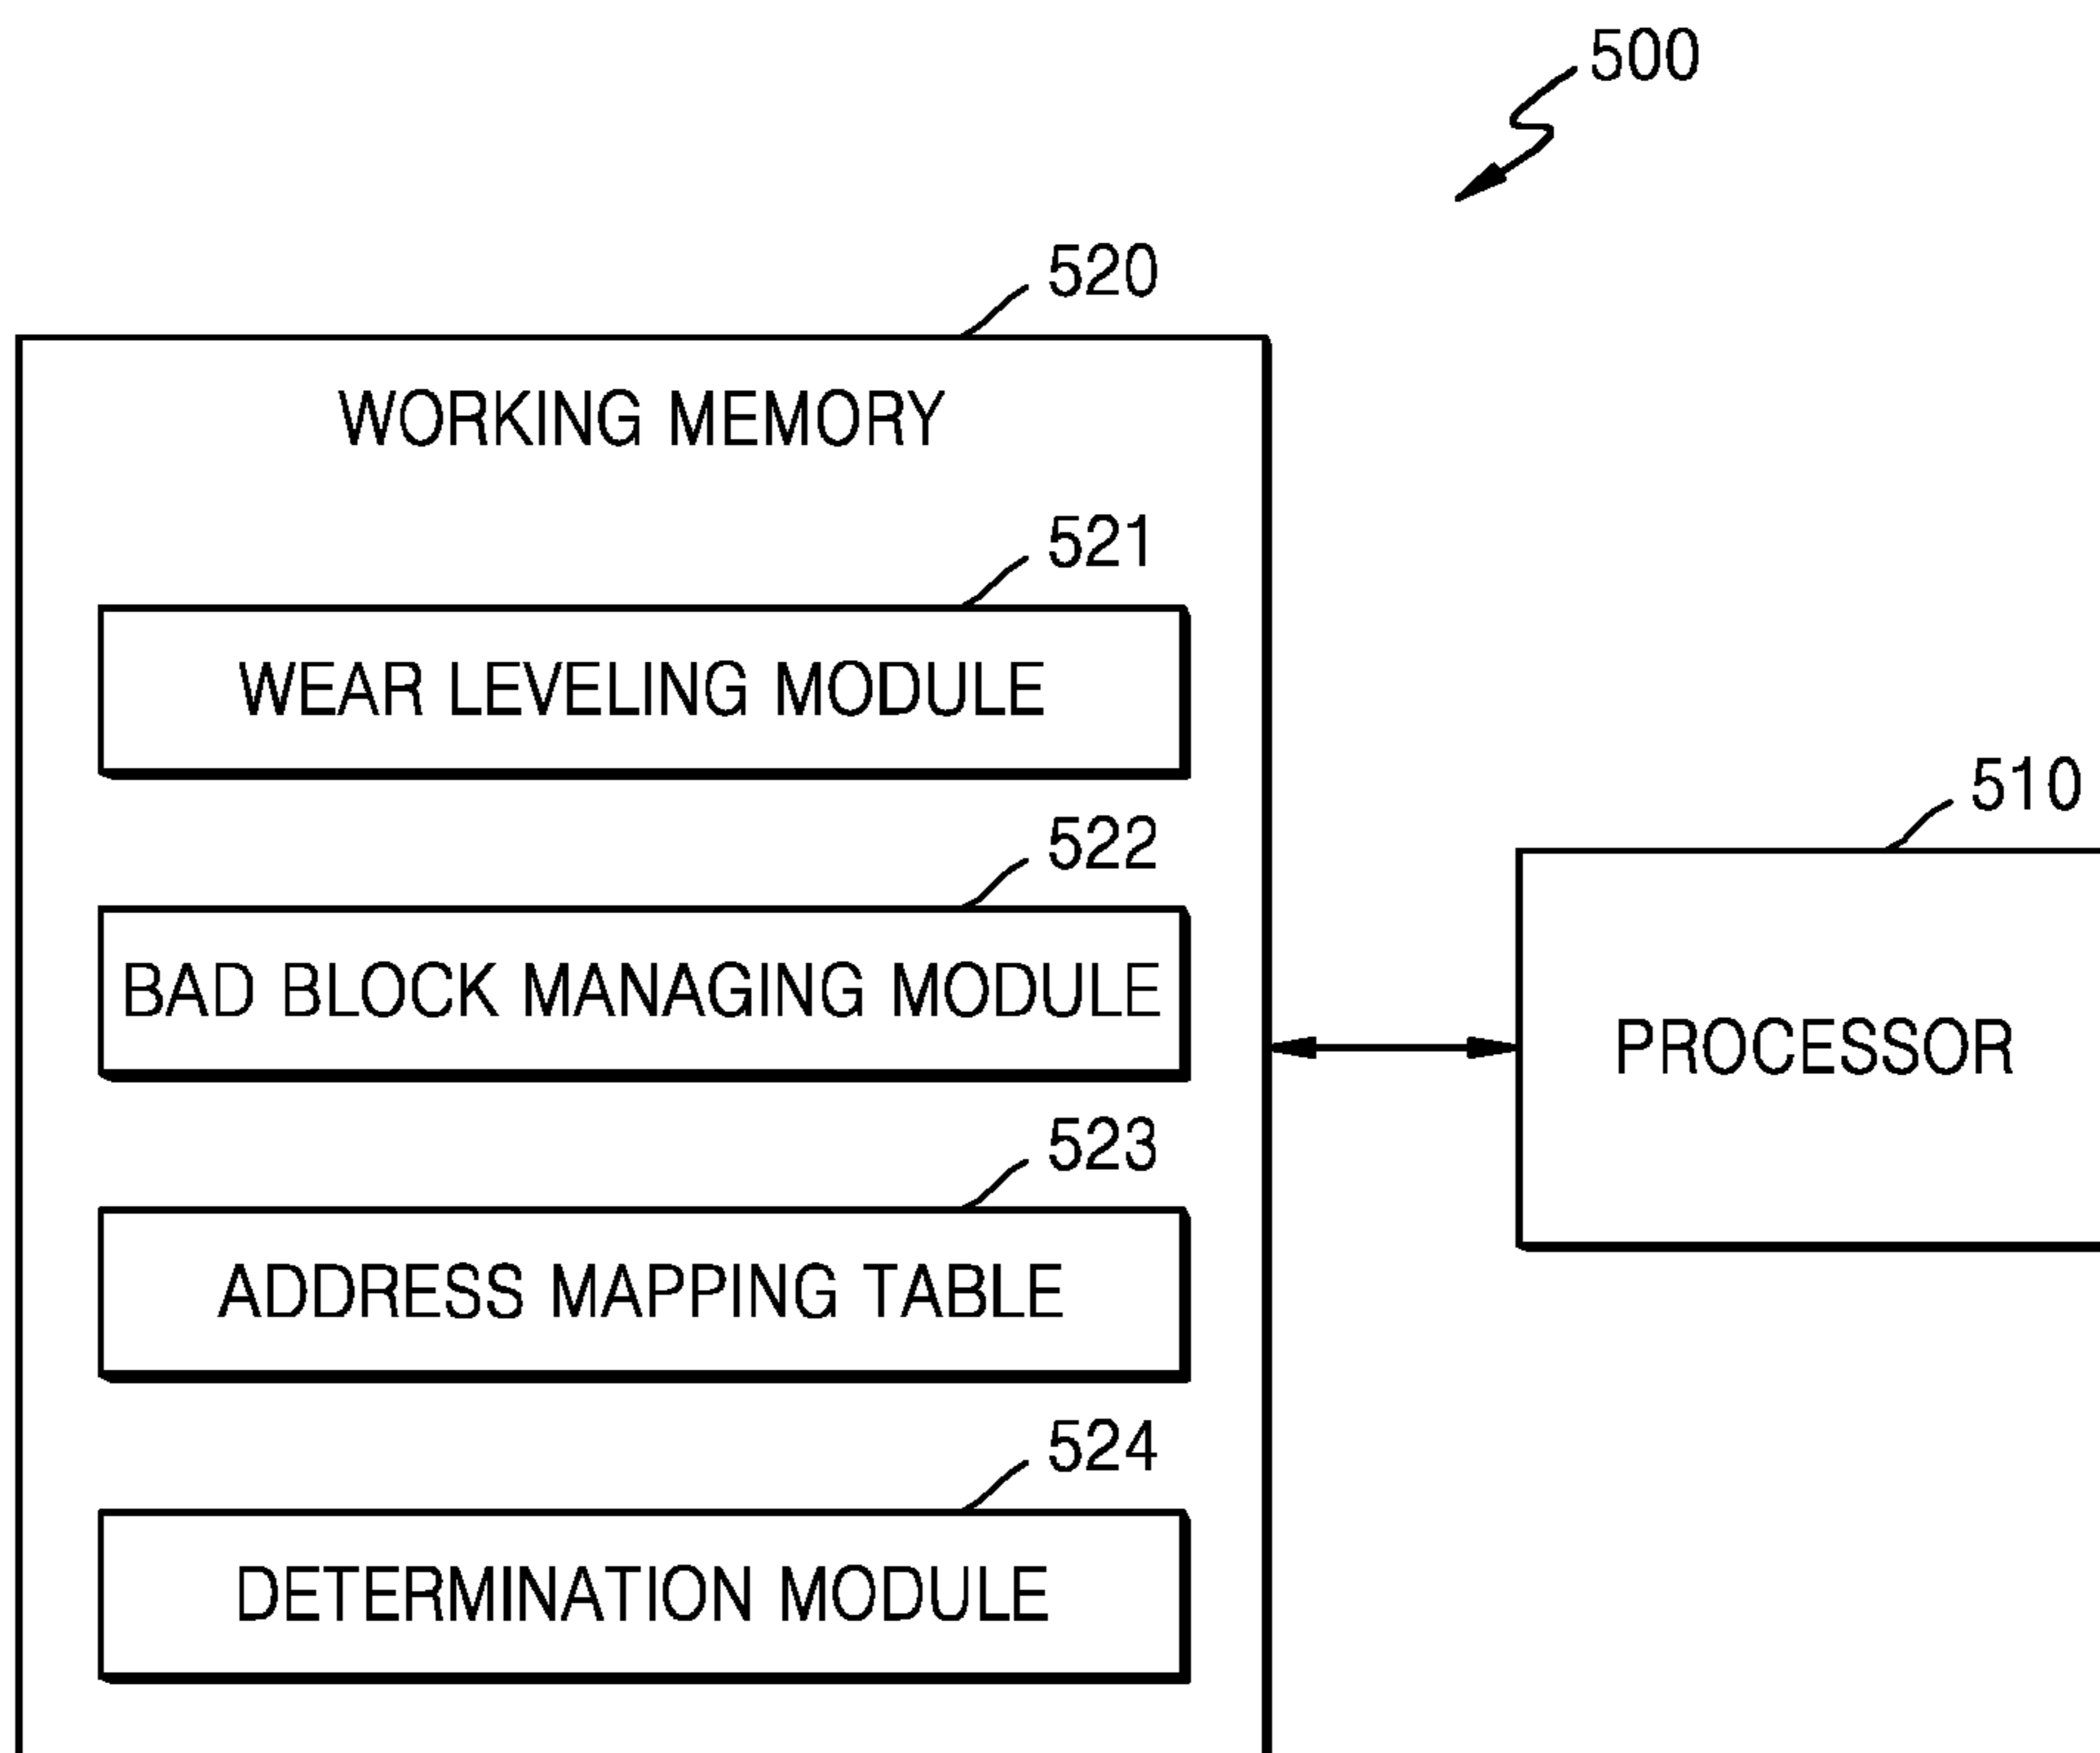 500
520
WORKING MEMORY
521
WEAR LEVELING MODULE
522
BAD BLOCK MANAGING MODULE
523
ADDRESS MAPPING TABLE
524
DETERMINATION MODULE
510
PROCESSOR